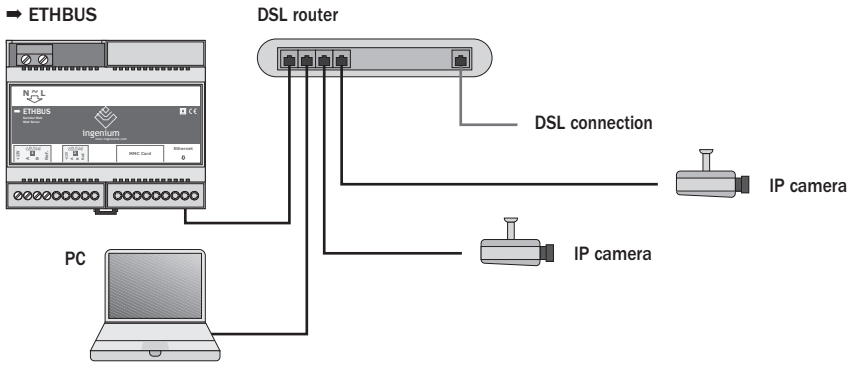 ➡ ETHBUS
DSL router
N ~ L
➡ ETHBUS
ingenium
MMC Card
Ethernet
DSL connection
IP camera
IP camera
PC